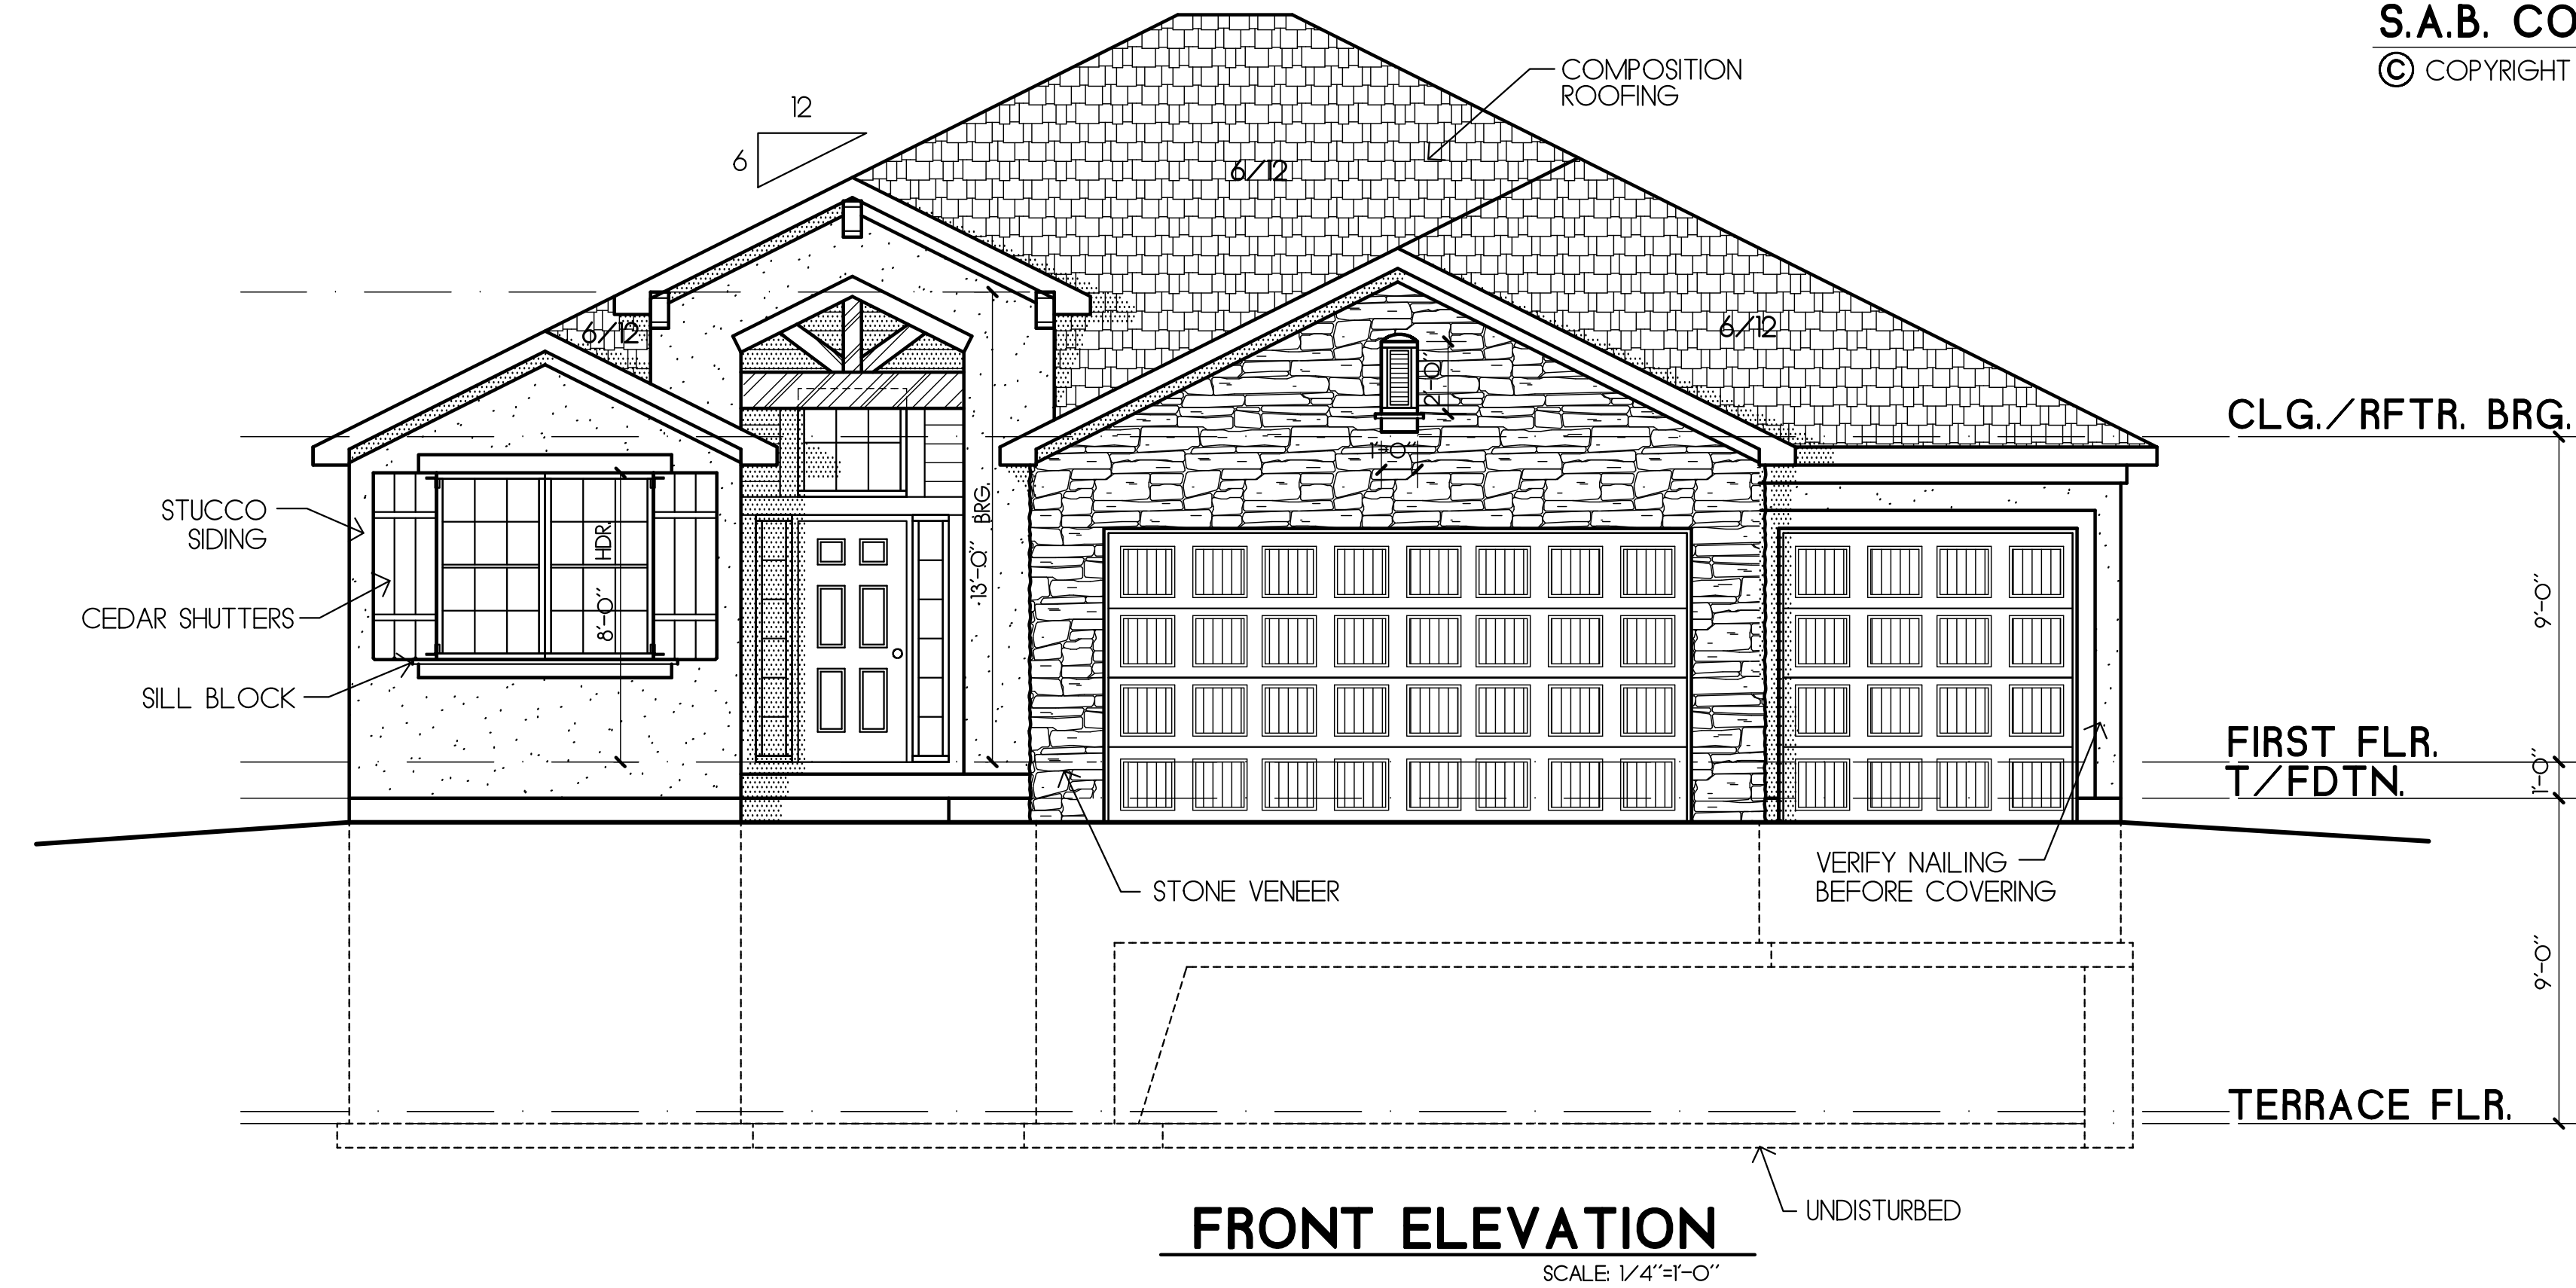 S.A.B. CO
© COPYRIGHT
COMPOSITION
ROOFING
12
6
6/12
6/12
6/12
CLG./RFTR. BRG.
2'-0"
1'-0"
STUCCO
SIDING
8'-0" HDR.
13'-0" BRG.
9'-0"
CEDAR SHUTTERS
SILL BLOCK
FIRST FLR.
T/FDTN.
1'-0"
VERIFY NAILING
BEFORE COVERING
STONE VENEER
9'-0"
TERRACE FLR.
UNDISTURBED
FRONT ELEVATION
SCALE: 1/4"=1'-0"